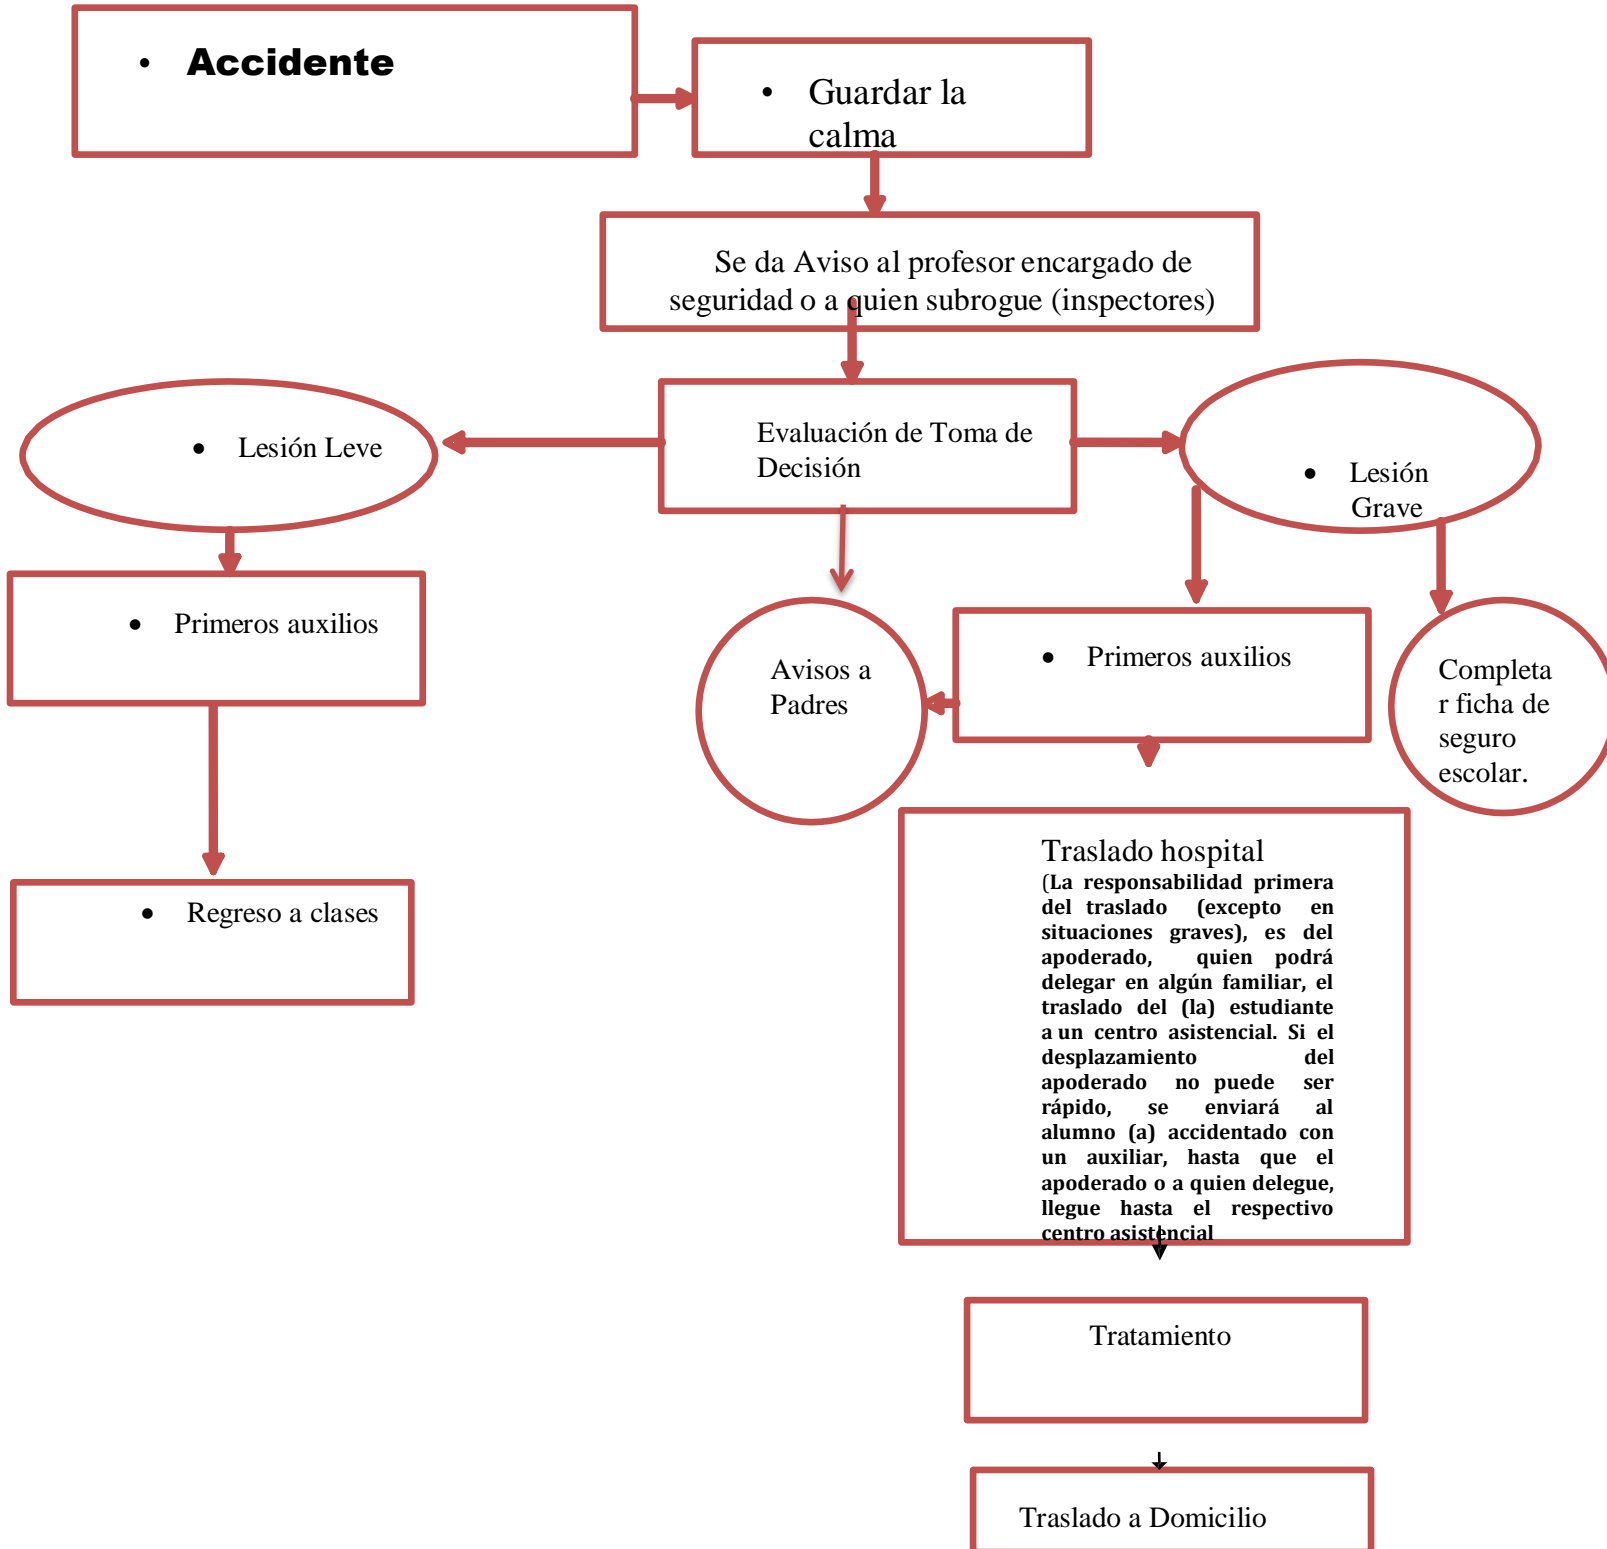 • Accidente
• Guardar la
calma
Se da Aviso al profesor encargado de
seguridad o a quien subrogue (inspectores)
Evaluación de Toma de
Decisión
• Lesión Leve
• Lesión
Grave
• Primeros auxilios
Avisos a
Padres
• Primeros auxilios
Completa
r ficha de
seguro
escolar.
• Regreso a clases
Traslado hospital
(La responsabilidad primera
del traslado (excepto en
situaciones graves), es del
apoderado, quien podrá
delegar en algún familiar, el
traslado del (la) estudiante
a un centro asistencial. Si el
desplazamiento del
apoderado no puede ser
rápido, se enviará al
alumno (a) accidentado con
un auxiliar, hasta que el
apoderado o a quien delegue,
llegue hasta el respectivo
centro asistencial
Tratamiento
Traslado a Domicilio